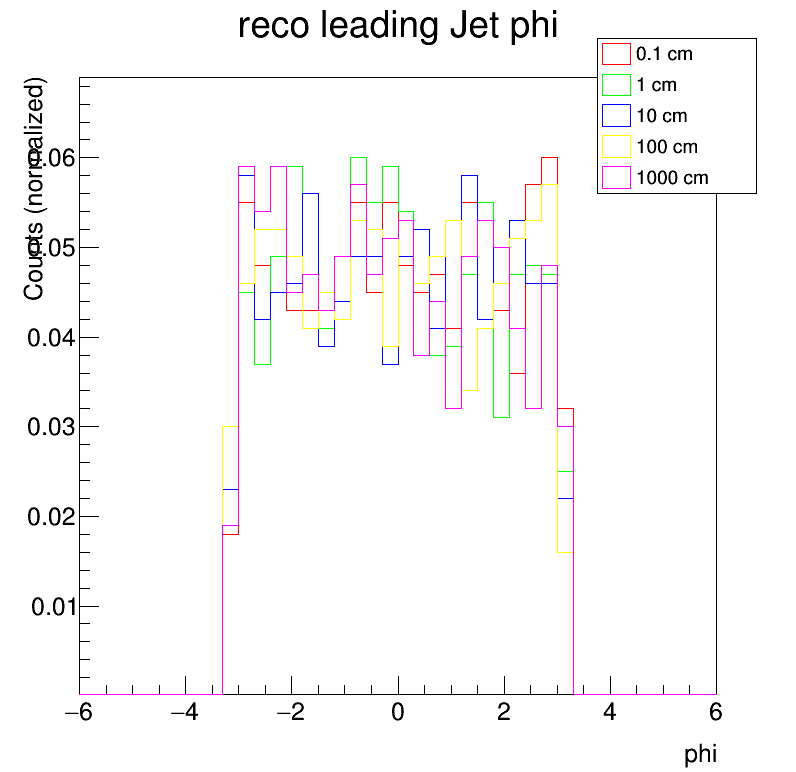 reco leading Jet phi
0.1 cm
1 cm
10 cm
100 cm
1000 cm
Counts (normalized)
0.06
0.05
0.04
0.03
0.02
0.01
−6 −4 −2 0 2 4 6
phi